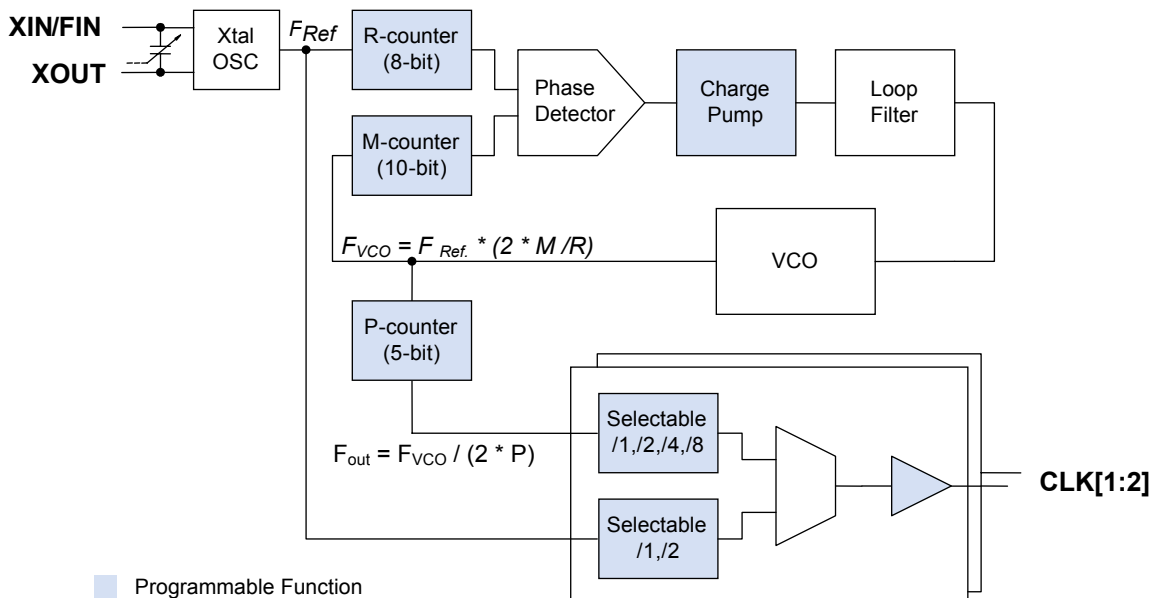 XIN/FIN
XOUT
Xtal
OSC
FRef
R-counter
(8-bit)
M-counter
(10-bit)
Phase
Detector
Charge
Pump
Loop
Filter
FVCO = F Ref. * (2 * M /R)
VCO
P-counter
(5-bit)
Fout = FVCO / (2 * P)
Selectable
/1,/2,/4,/8
Selectable
/1,/2
CLK[1:2]
Programmable Function